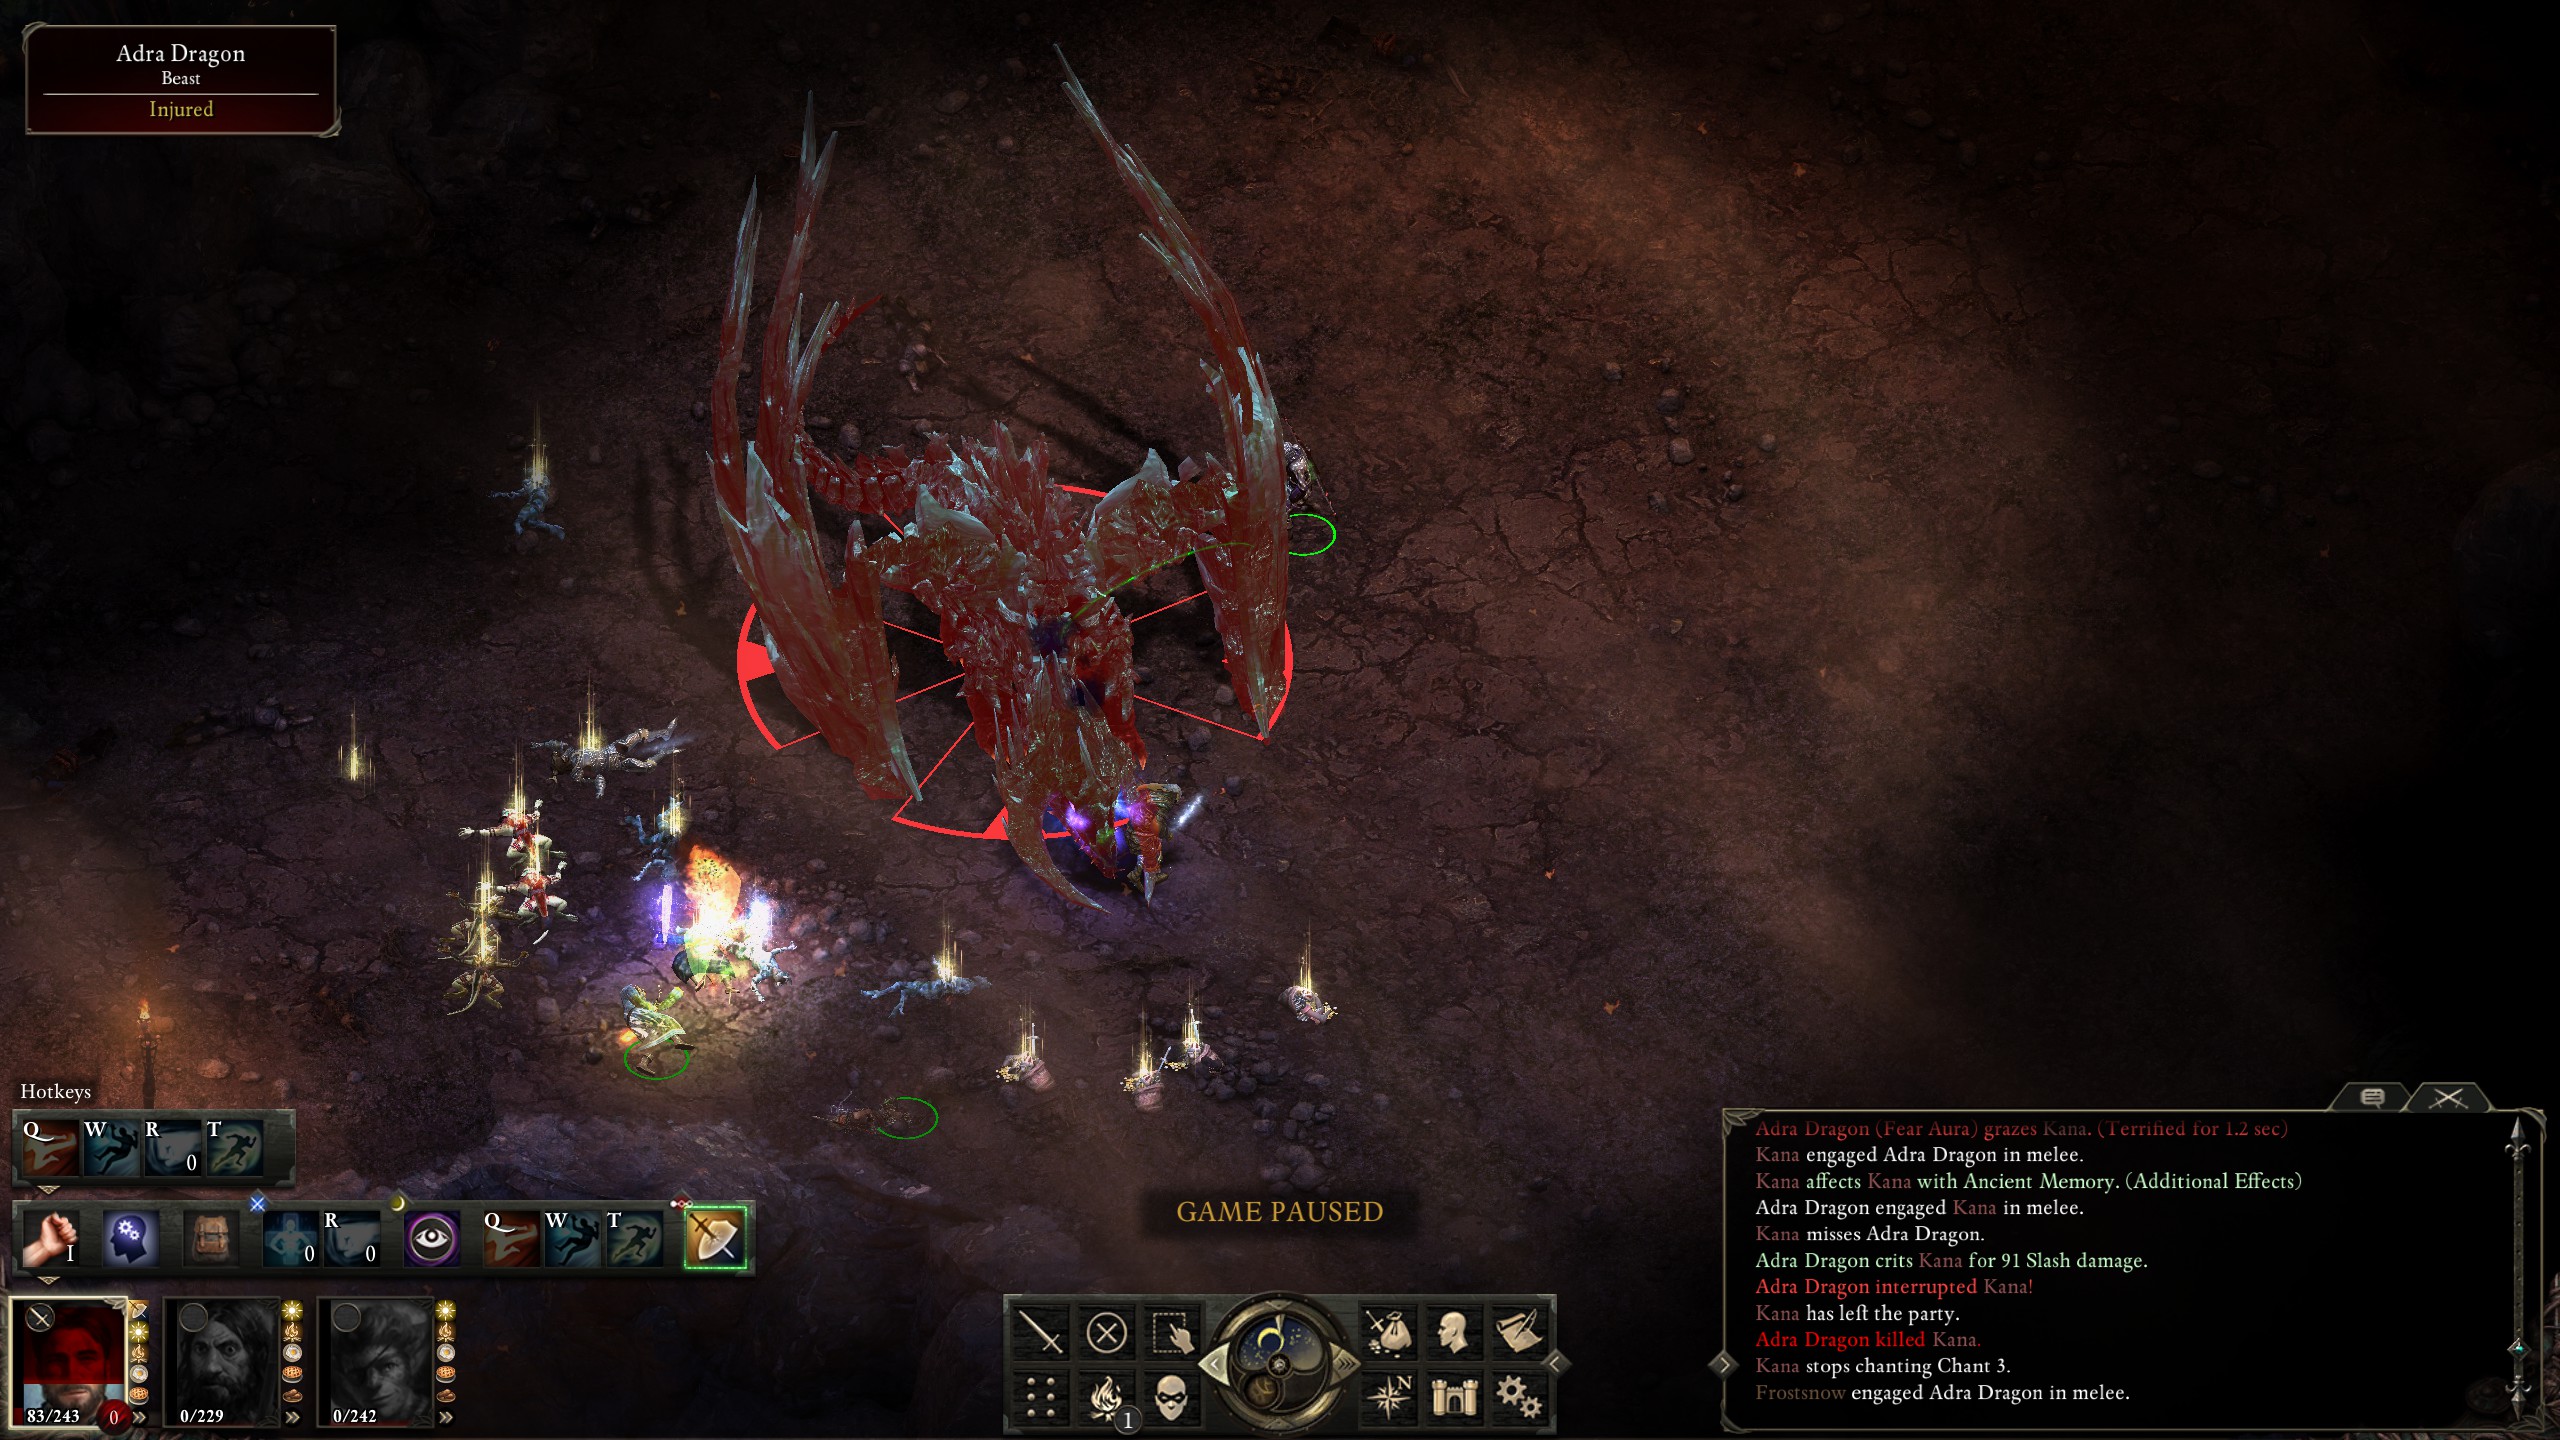 Adra Dragon
Beast
Injured
Hotkeys
Q W R T
0
R Q W T
I 0 0
83/243 0 0/229 0/242
GAME PAUSED
N
1
Adra Dragon (Fear Aura) grazes Kana. (Terrified for 1.2 sec)
Kana engaged Adra Dragon in melee.
Kana affects Kana with Ancient Memory. (Additional Effects)
Adra Dragon engaged Kana in melee.
Kana misses Adra Dragon.
Adra Dragon crits Kana for 91 Slash damage.
Adra Dragon interrupted Kana!
Kana has left the party.
Adra Dragon killed Kana.
Kana stops chanting Chant 3.
Frostsnow engaged Adra Dragon in melee.